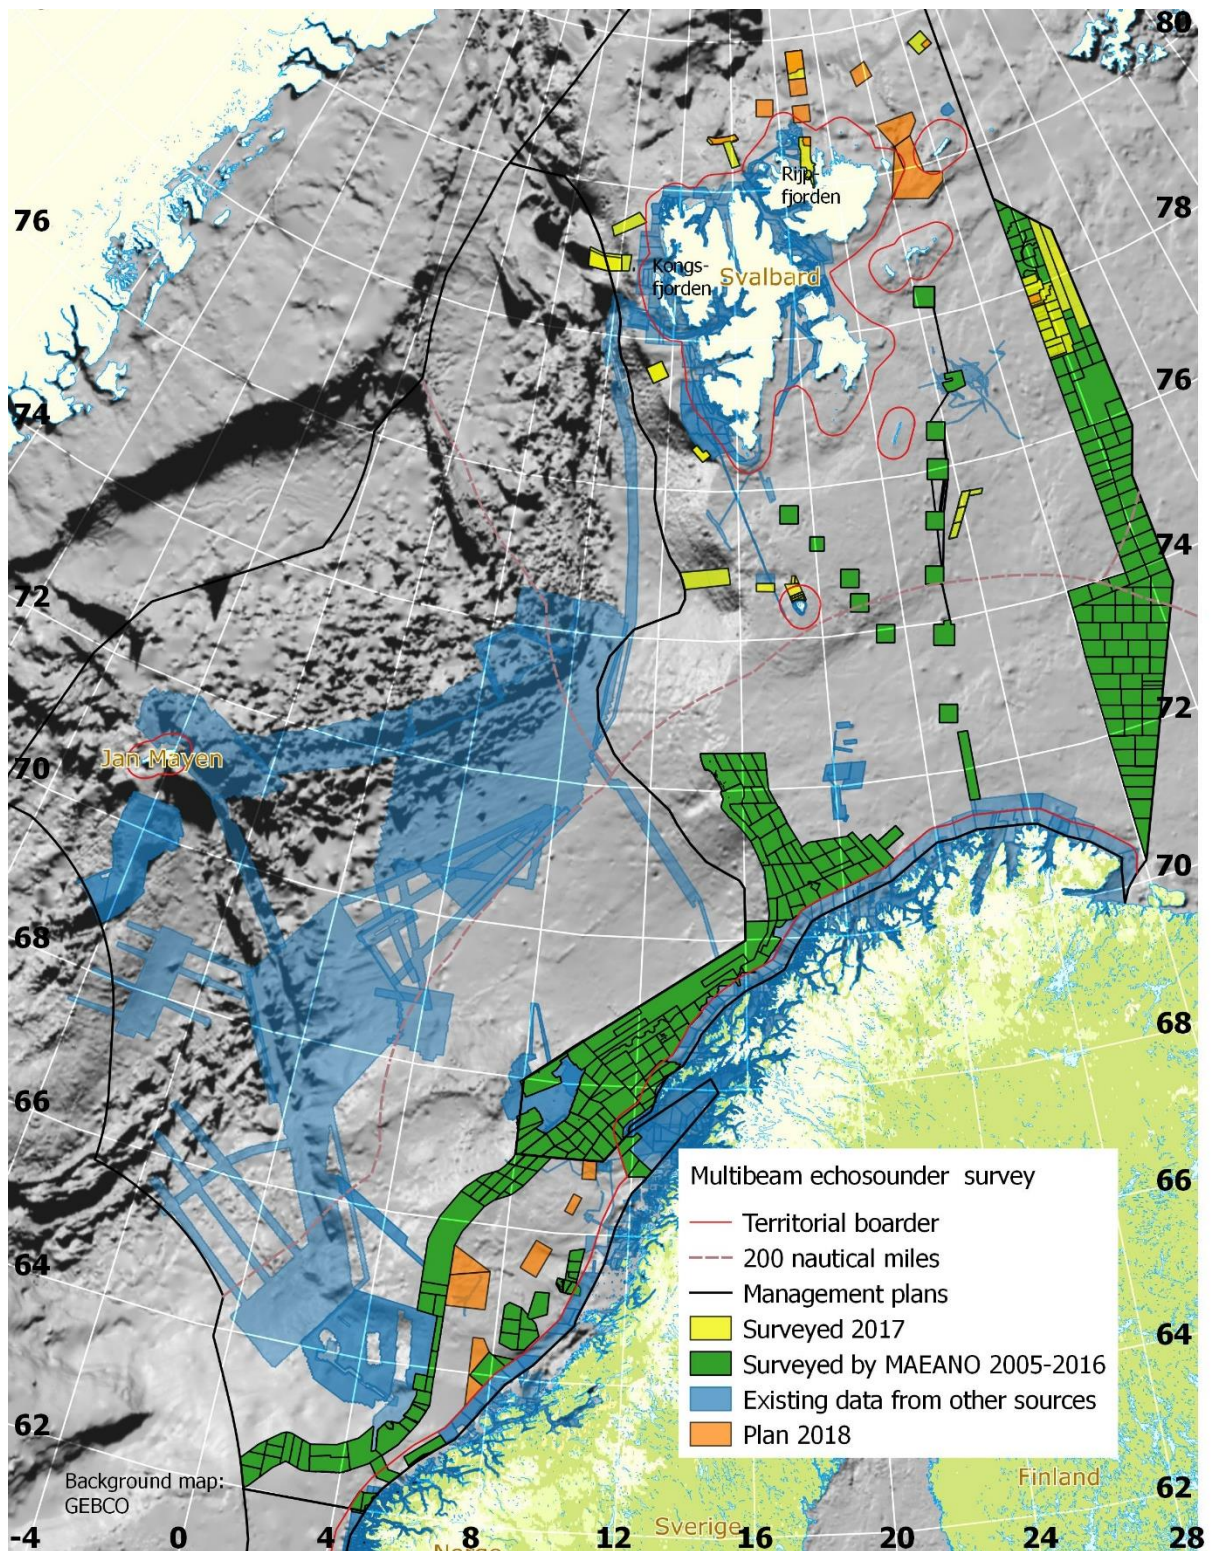 80
76
Rijp-
fjorden
78
Kongs-
fjorden
Svalbard
76
74
74
72
72
Jan Mayen
70
70
68
68
66
Multibeam echosounder survey
66
Territorial boarder
200 nautical miles
64
Management plans
Surveyed 2017
64
Surveyed by MAEANO 2005-2016
Existing data from other sources
62
Plan 2018
Background map:
GEBCO
Finland
62
-4
0
4
8
12
Sverige
16
20
24
28
Norge